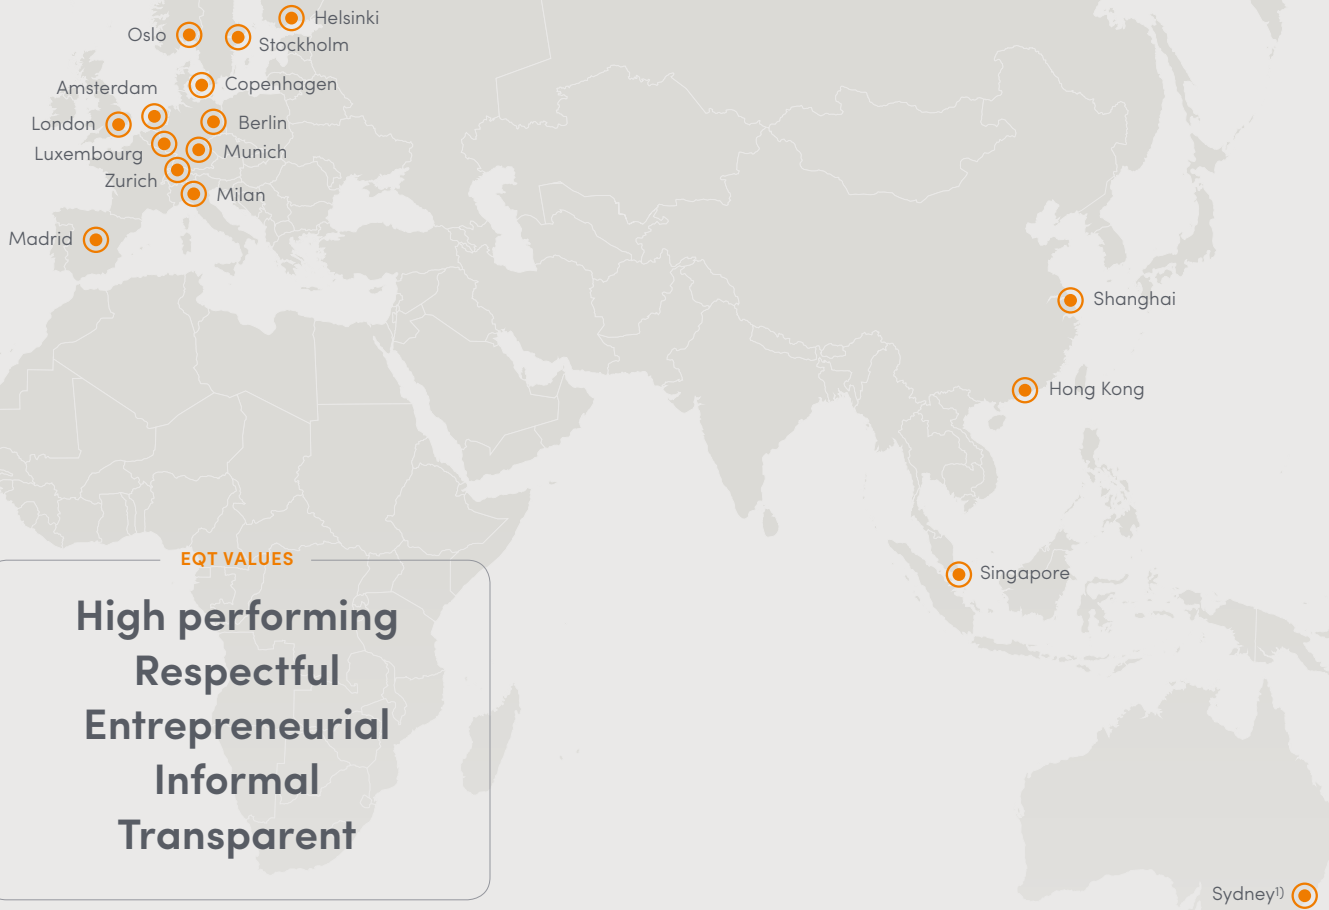 Helsinki
Oslo
Stockholm
Copenhagen
Amsterdam
London
Berlin
Luxembourg
Munich
Zurich
Milan
Madrid
Shanghai
Hong Kong
Singapore
EQT VALUES
High performing
Respectful
Entrepreneurial
Informal
Transparent
Sydney1)